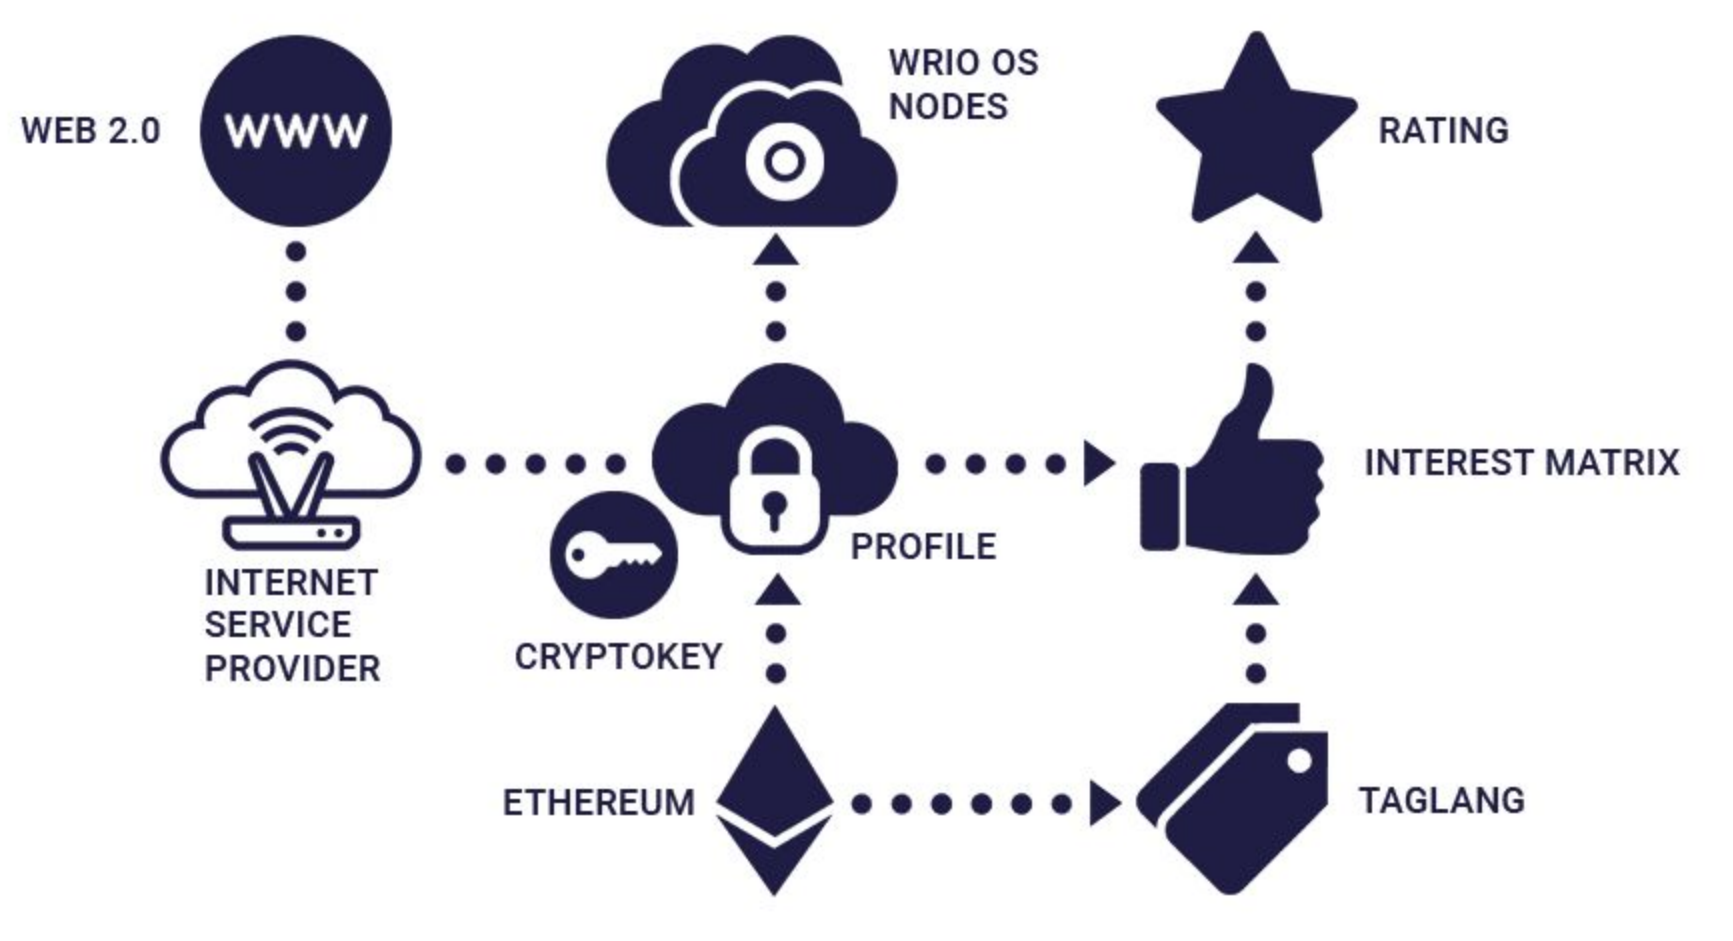 WEB 2.0
WWW
WRIO OS
NODES
RATING
INTERNET
SERVICE
PROVIDER
CRYPTOKEY
PROFILE
INTEREST MATRIX
ETHEREUM
TAGLANG